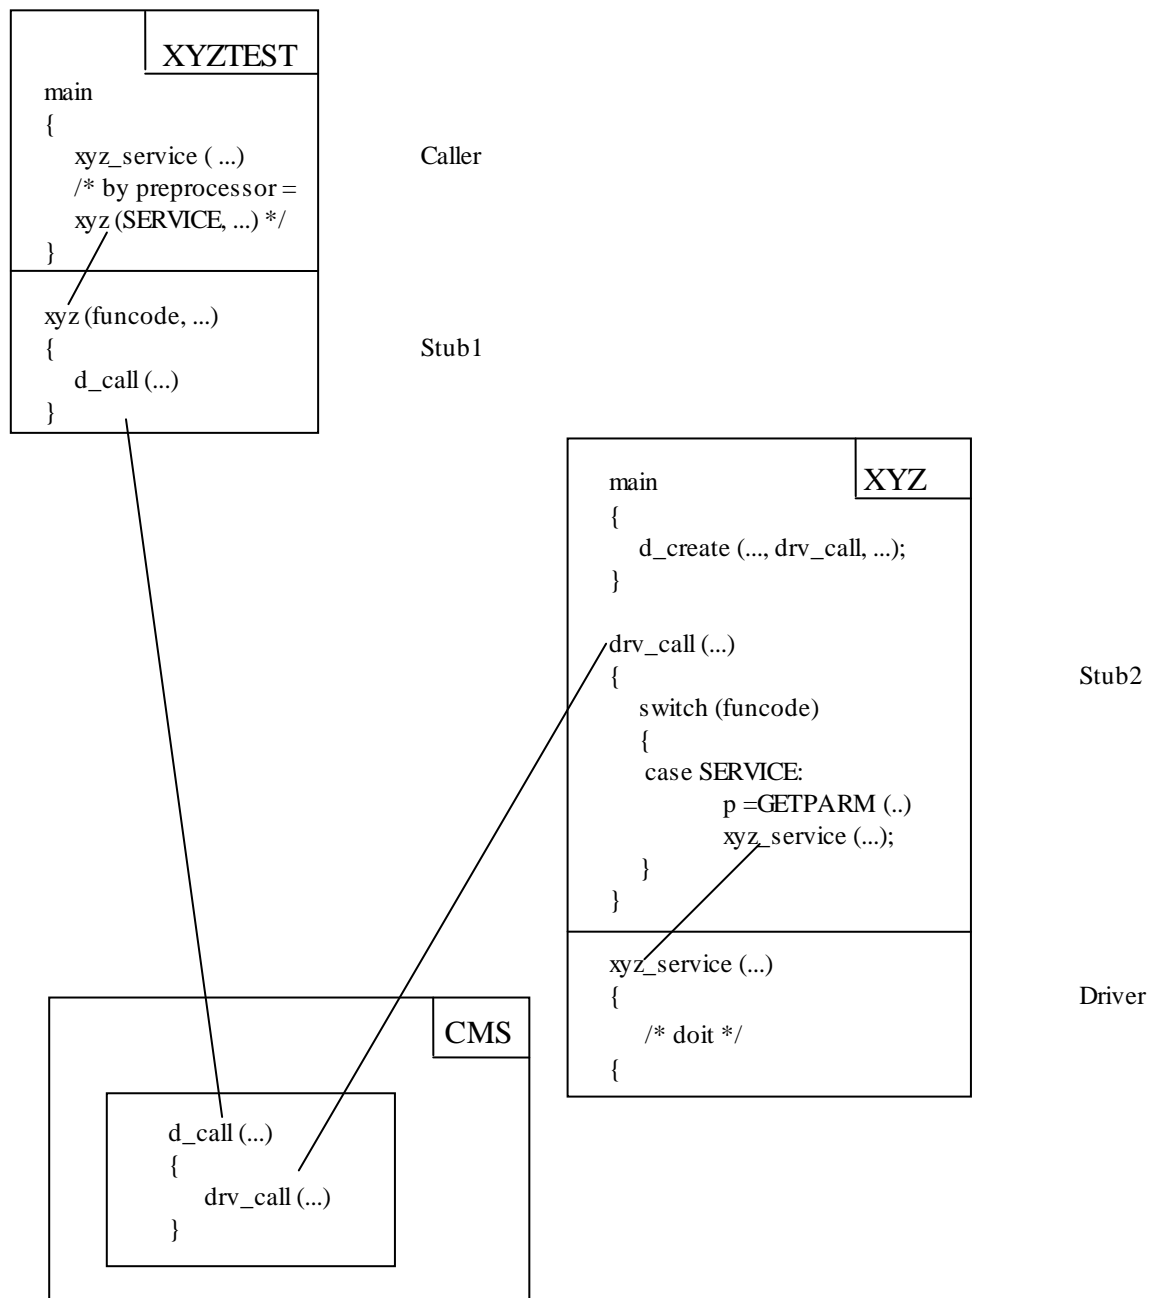 XYZTEST
main
{
xyz_service ( ...)
/* by preprocessor =
xyz (SERVICE, ...) */
}
Caller
xyz (funcode, ...)
{
d_call (...)
}
Stub1
XYZ
main
{
d_create (..., drv_call, ...);
}
drv_call (...)
{
switch (funcode)
{
case SERVICE:
p =GETPARM (..)
xyz_service (...);
}
}
Stub2
xyz_service (...)
{
/* doit */
{
Driver
CMS
d_call (...)
{
drv_call (...)
}